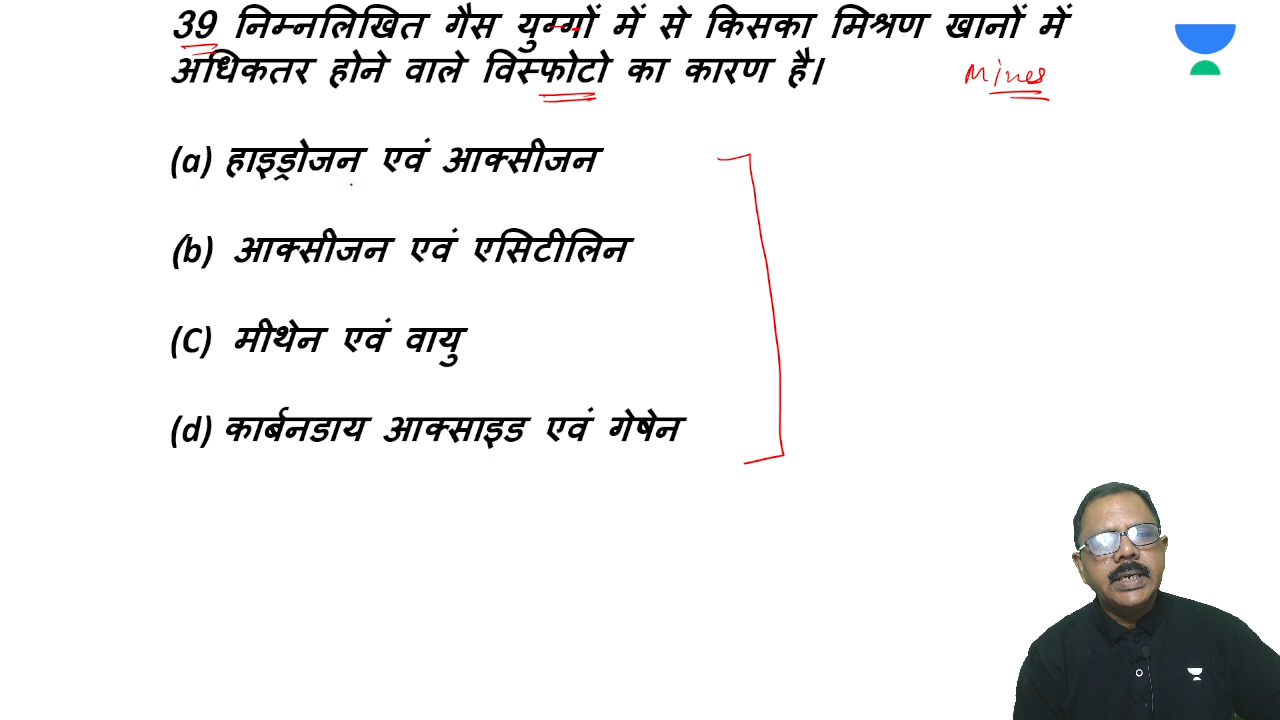 39 निम्नलिखित गैस युग्गों में से किसका मिश्रण खानों में
अधिकतर होने वाले विस्फोटो का कारण है।
Mines
(a) हाइड्रोजन एवं आक्सीजन
(b) आक्सीजन एवं एसिटीलिन
(C) मीथेन एवं वायु
(d) कार्बनडाय आक्साइड एवं गेषेन